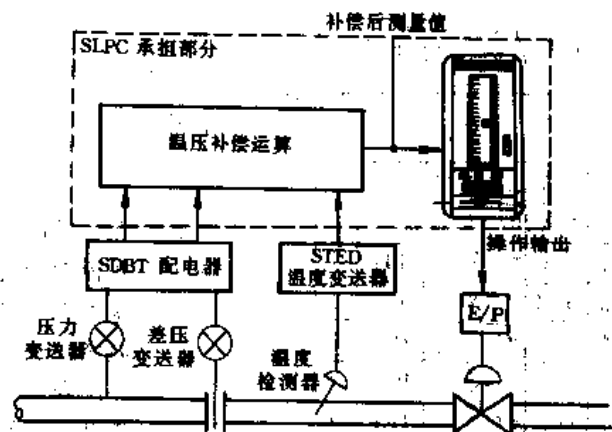 补偿后测量值
SLPC 承担部分
温压补偿运算
操作输出
SDBT 配电器
STED
温度变送器
E/P
压力
变送器
差压
变送器
温度
检测器